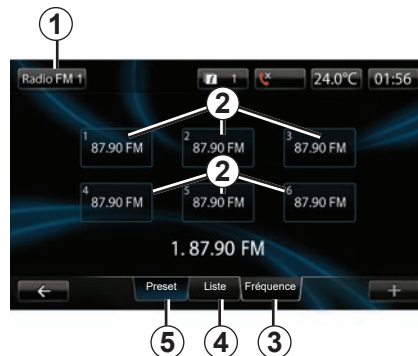 1
Radio FM 1 1 24.0°C 01:56
2
1 87.90 FM 2 87.90 FM 3 87.90 FM
2
4 87.90 FM 5 87.90 FM 6 87.90 FM
1. 87.90 FM
Preset Liste Fréquence
5 4 3